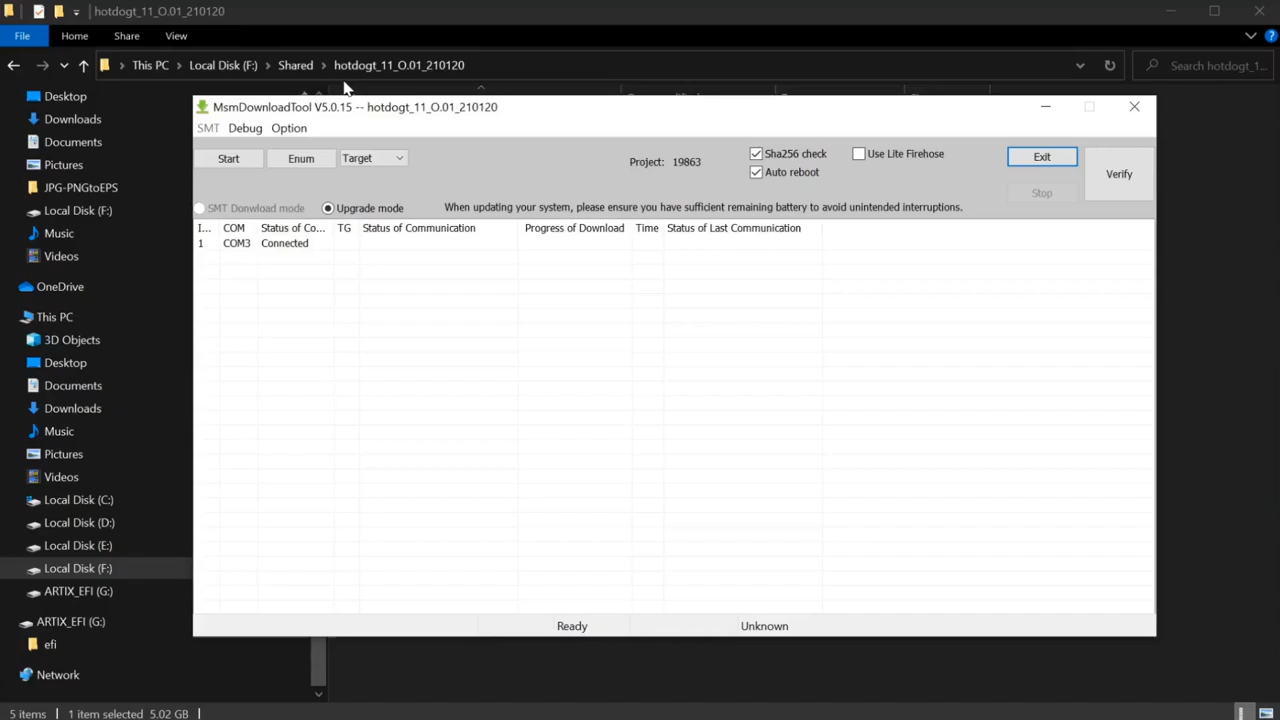 hotdogt_11_O.01_210120
File Home Share View
This PC Local Disk (F:) Shared hotdogt_11_O.01_210120 Search hotdogt_1...
Desktop
Downloads
Documents
Pictures
JPG-PNGtoEPS
Local Disk (F:)
Music
Videos
OneDrive
This PC
3D Objects
Desktop
Documents
Downloads
Music
Pictures
Videos
Local Disk (C:)
Local Disk (D:)
Local Disk (E:)
Local Disk (F:)
ARTIX_EFI (G:)
ARTIX_EFI (G:)
efi
Network
5 items 1 item selected 5.02 GB
MsmDownloadTool V5.0.15 -- hotdogt_11_O.01_210120
SMT Debug Option
Start Enum Target Project: 19863 Sha256 check Use Lite Firehose Exit
Auto reboot Verify
Stop
SMT Donwload mode Upgrade mode When updating your system, please ensure you have sufficient remaining battery to avoid unintended interruptions.
I... COM Status of Co... TG Status of Communication Progress of Download Time Status of Last Communication
1 COM3 Connected
Ready Unknown